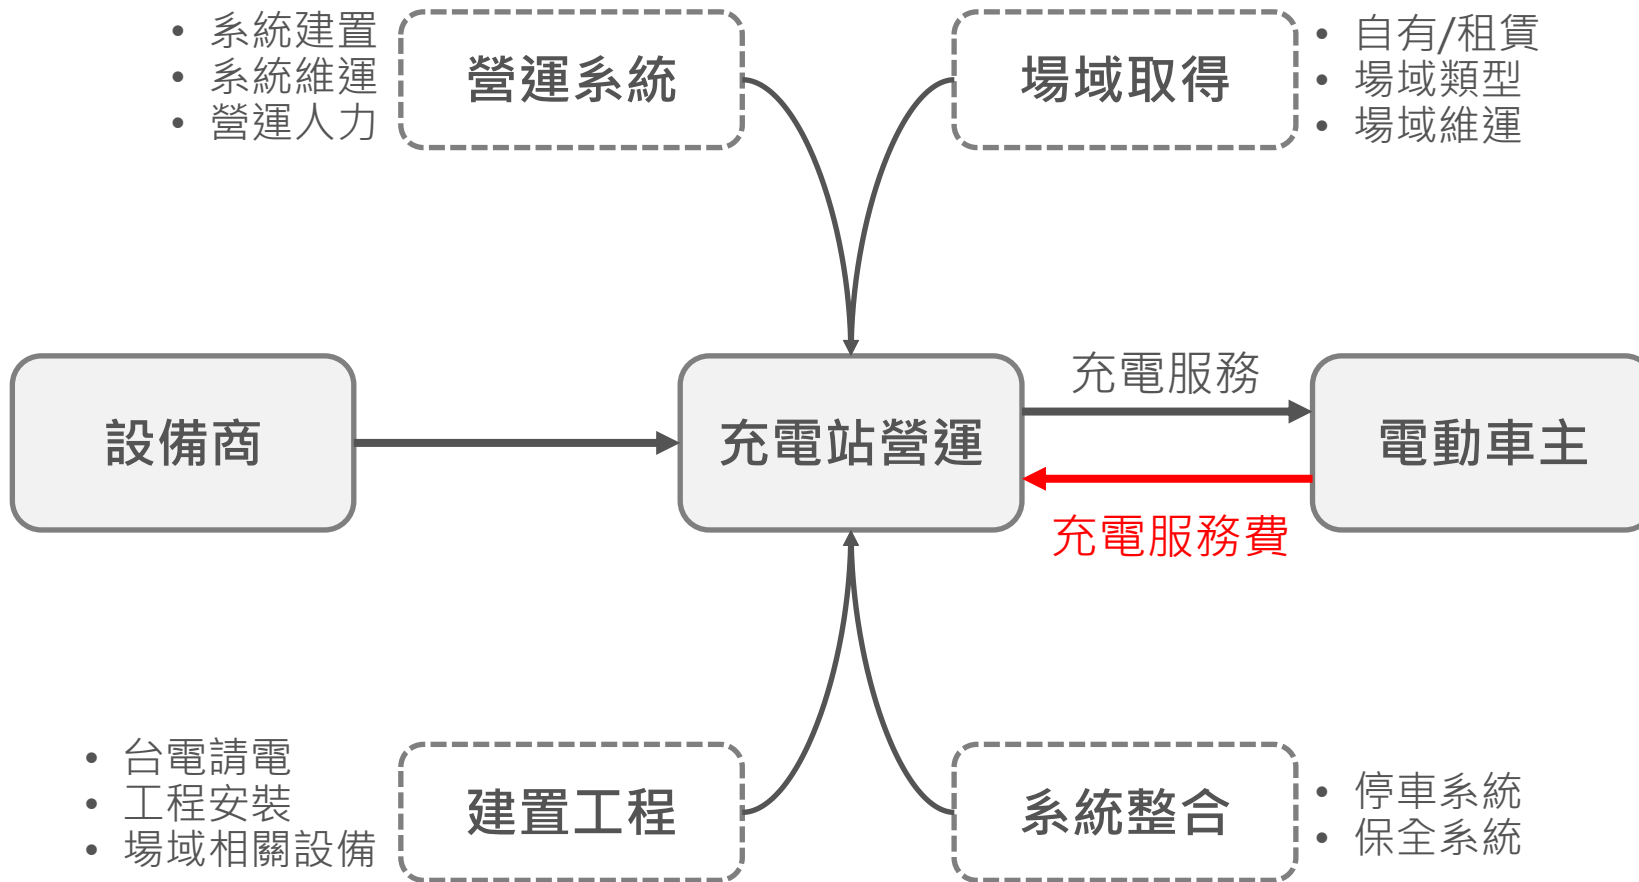 • 系統建置
• 系統維運
• 營運人力
營運系統
場域取得
• 自有/租賃
• 場域類型
• 場域維運
設備商
充電站營運
充電服務
充電服務費
電動車主
• 台電請電
• 工程安裝
• 場域相關設備
建置工程
系統整合
• 停車系統
• 保全系統